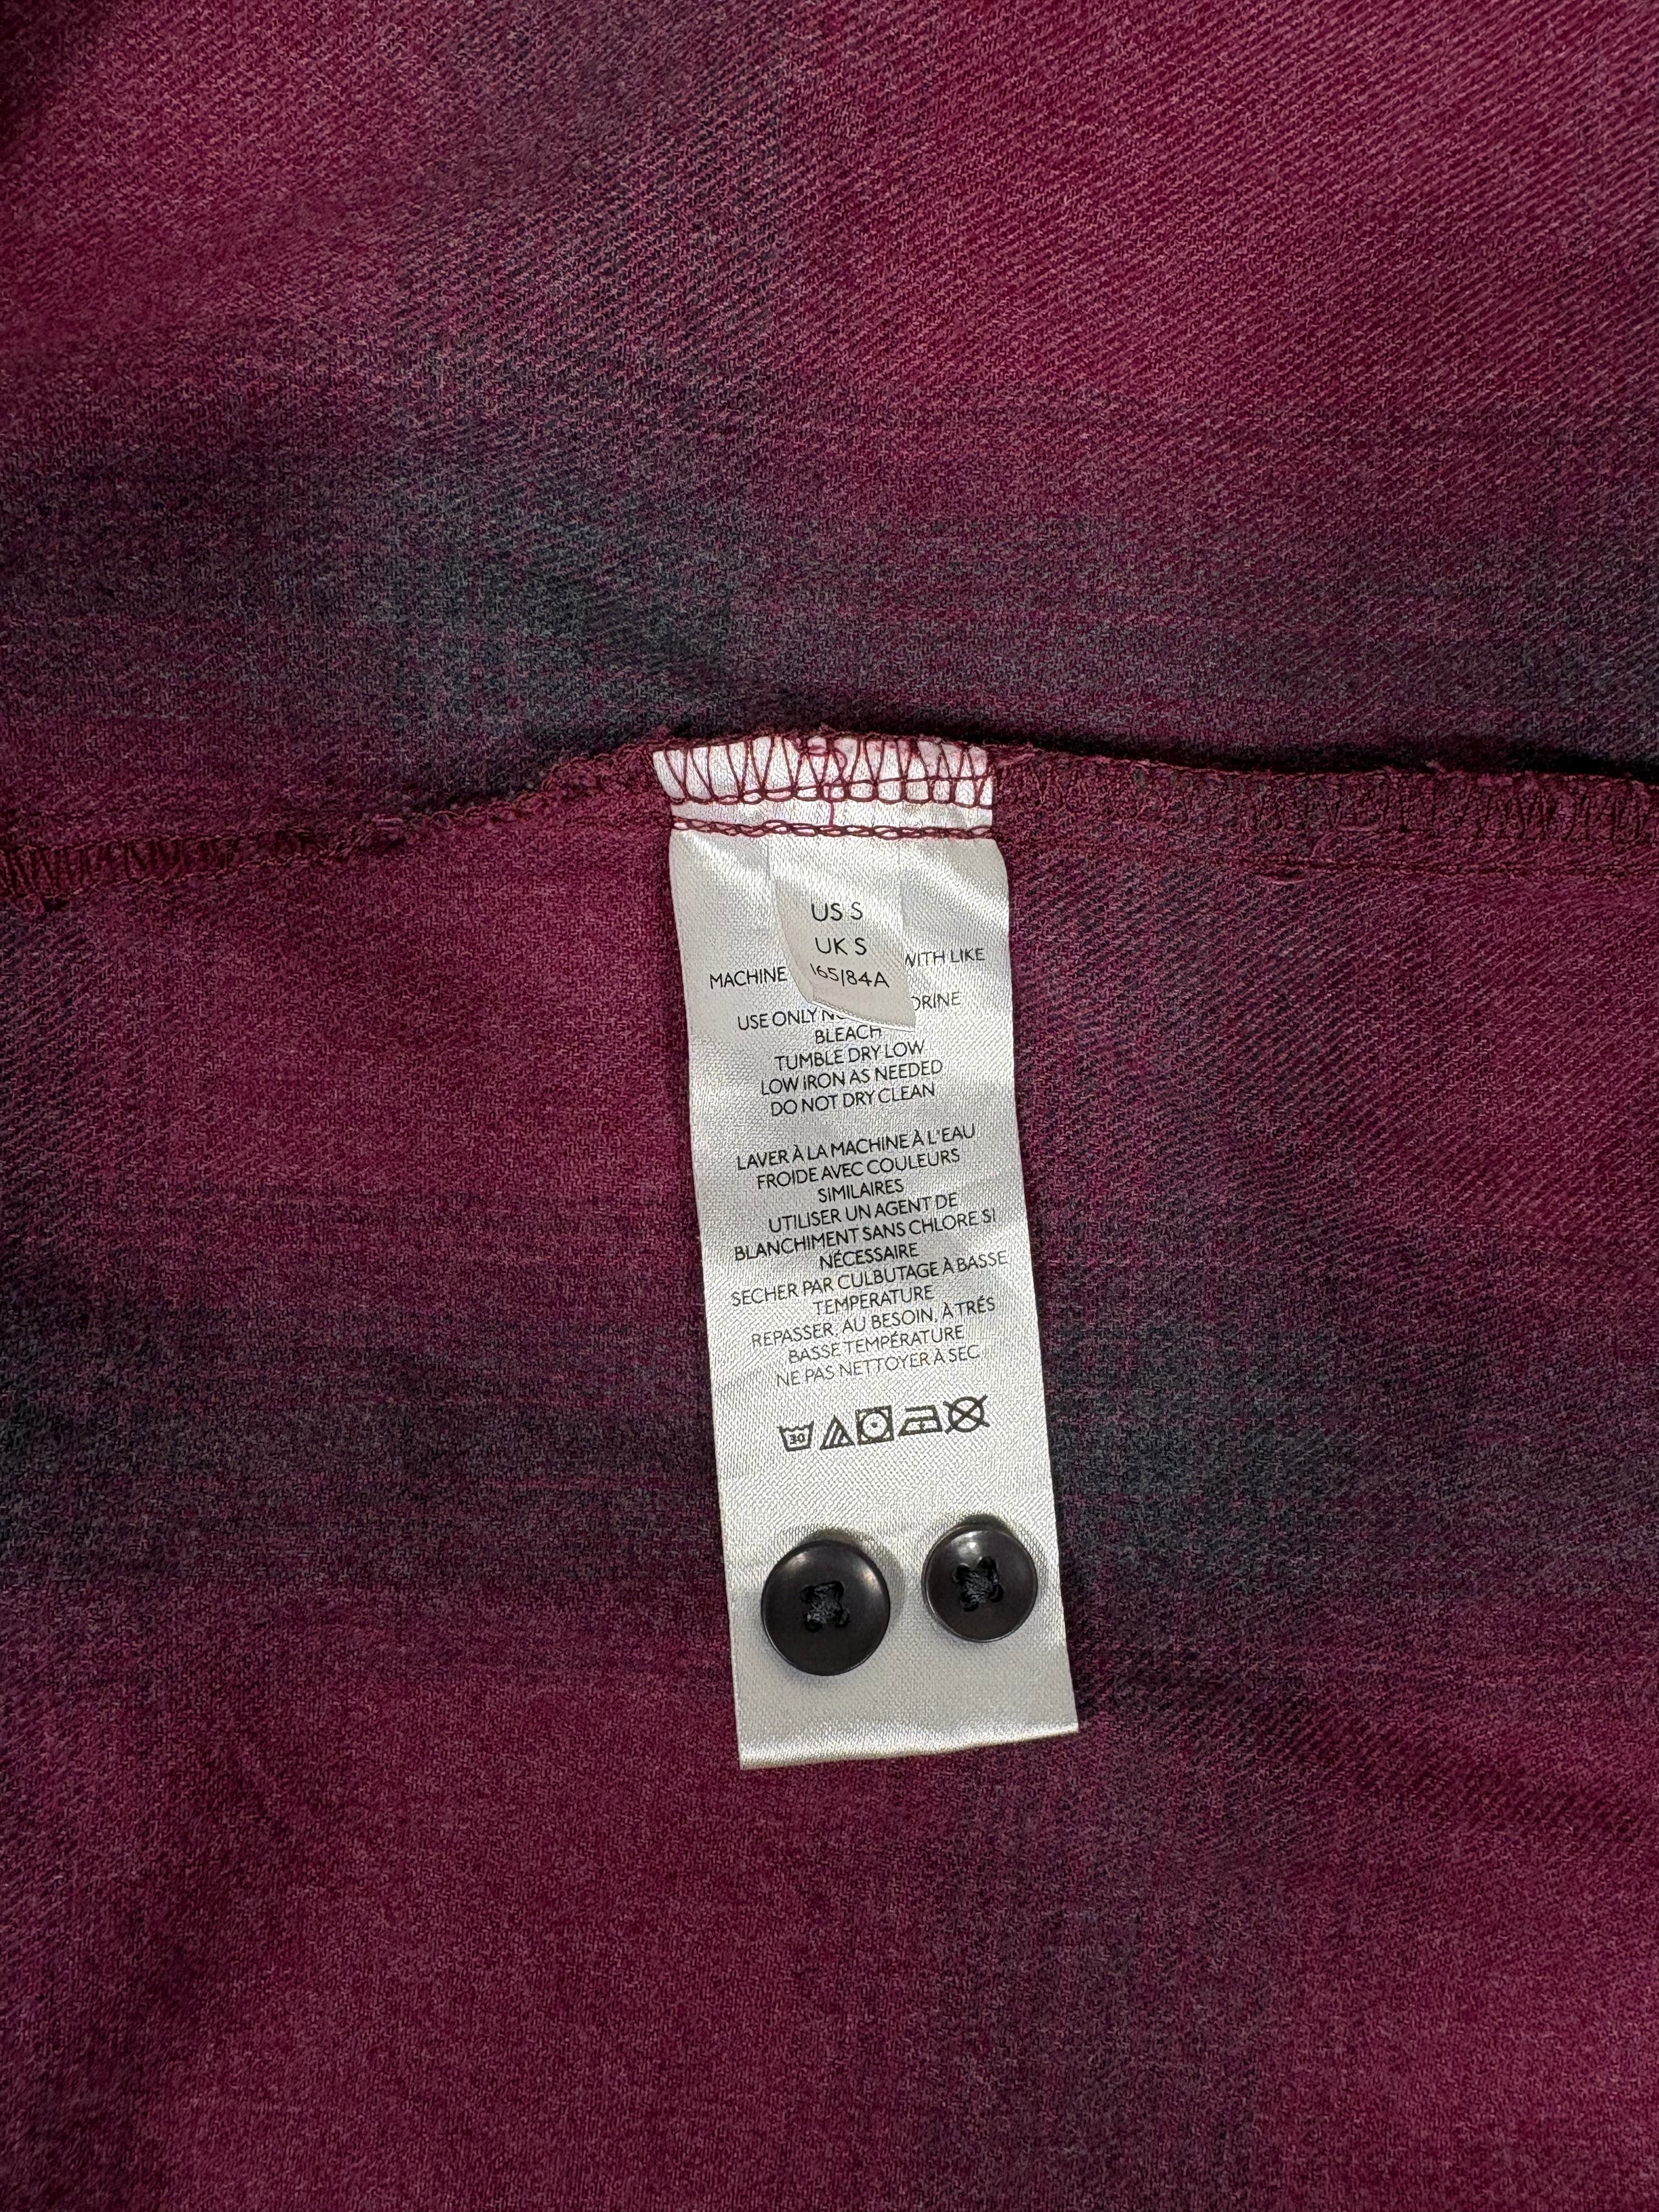 US S
UK S
165/84A
MACHINE WITH LIKE
USE ONLY
BLEACH
TUMBLE DRY LOW
LOW IRON AS NEEDED
DO NOT DRY CLEAN
LAVER À LA MACHINE À L'EAU
FROIDE AVEC COULEURS
SIMILAIRES
UTILISER UN AGENT DE
BLANCHIMENT SANS CHLORE SI
NÉCESSAIRE
SECHER PAR CULBUTAGE À BASSE
TEMPERATURE
REPASSER, AU BESOIN, À TRÉS
BASSE TEMPÉRATURE
NE PAS NETTOYER A SEC
30